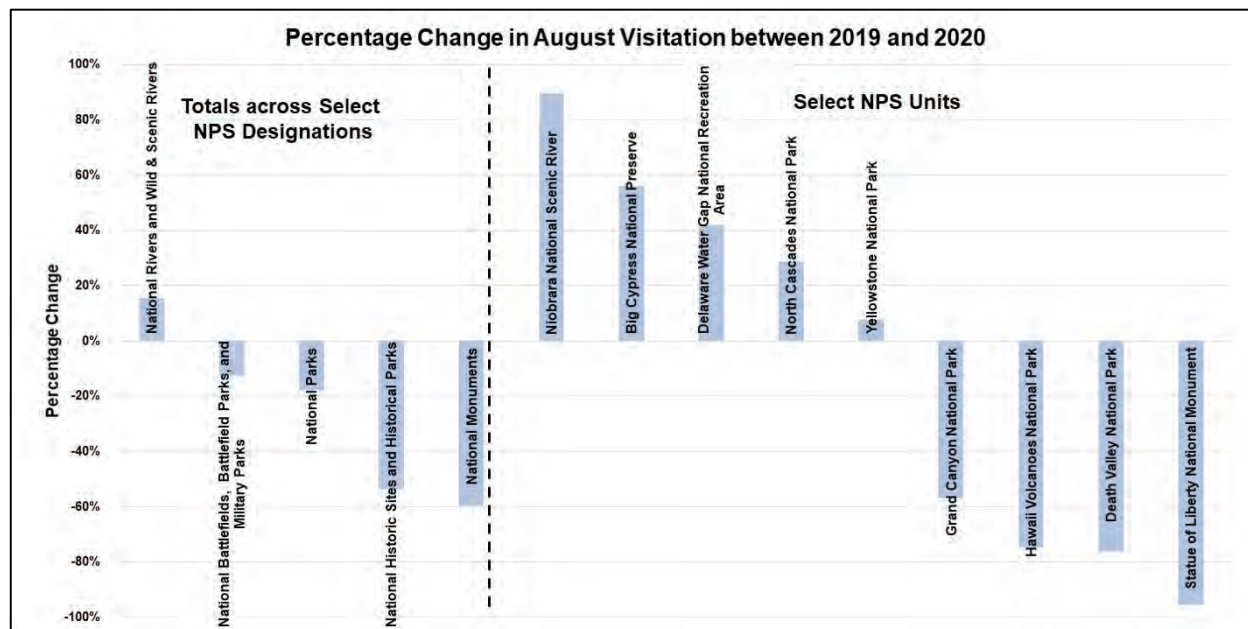 Percentage Change in August Visitation between 2019 and 2020
100%
80%
60%
40%
20%
0%
-20%
-40%
-60%
-80%
-100%
Percentage Change
Totals across Select
NPS Designations
Select NPS Units
National Rivers and Wild & Scenic Rivers
National Battlefields, Battlefield Parks, and
Military Parks
National Parks
National Historic Sites and Historical Parks
National Monuments
Niobrara National Scenic River
Big Cypress National Preserve
Delaware Water Gap National Recreation
Area
North Cascades National Park
Yellowstone National Park
Grand Canyon National Park
Hawaii Volcanoes National Park
Death Valley National Park
Statue of Liberty National Monument